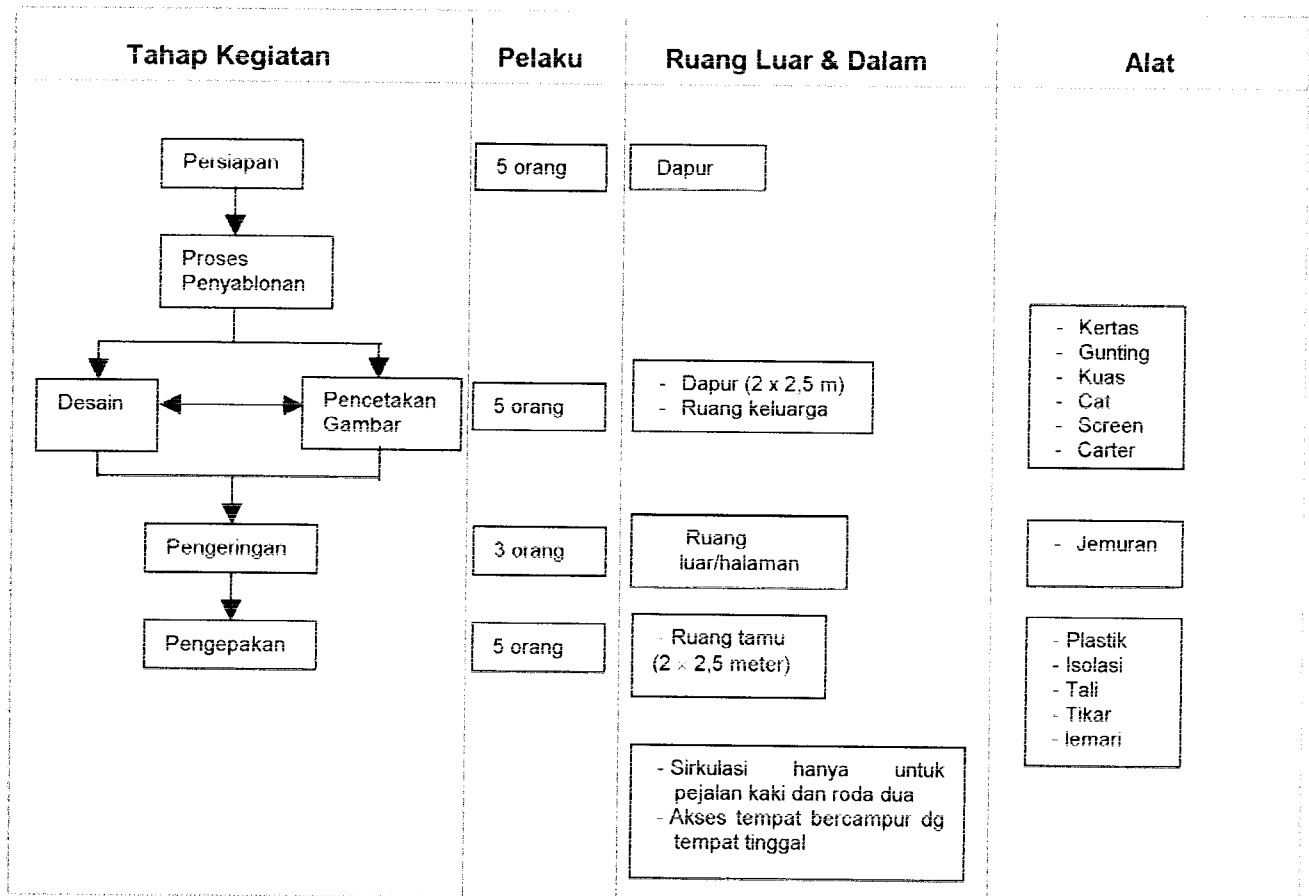 Tahap Kegiatan
Pelaku
Ruang Luar & Dalam
Alat
Persiapan
5 orang
Dapur
Proses
Penyablonan
Desain
Pencetakan
Gambar
5 orang
- Dapur (2 x 2,5 m)
- Ruang keluarga
- Kertas
- Gunting
- Kuas
- Cat
- Screen
- Carter
Pengeringan
3 orang
Ruang
luar/halaman
- Jemuran
Pengepakan
5 orang
- Ruang tamu
(2 x 2,5 meter)
- Plastik
- Isolasi
- Tali
- Tikar
- lemari
- Sirkulasi hanya untuk
pejalan kaki dan roda dua
- Akses tempat bercampur dg
tempat tinggal